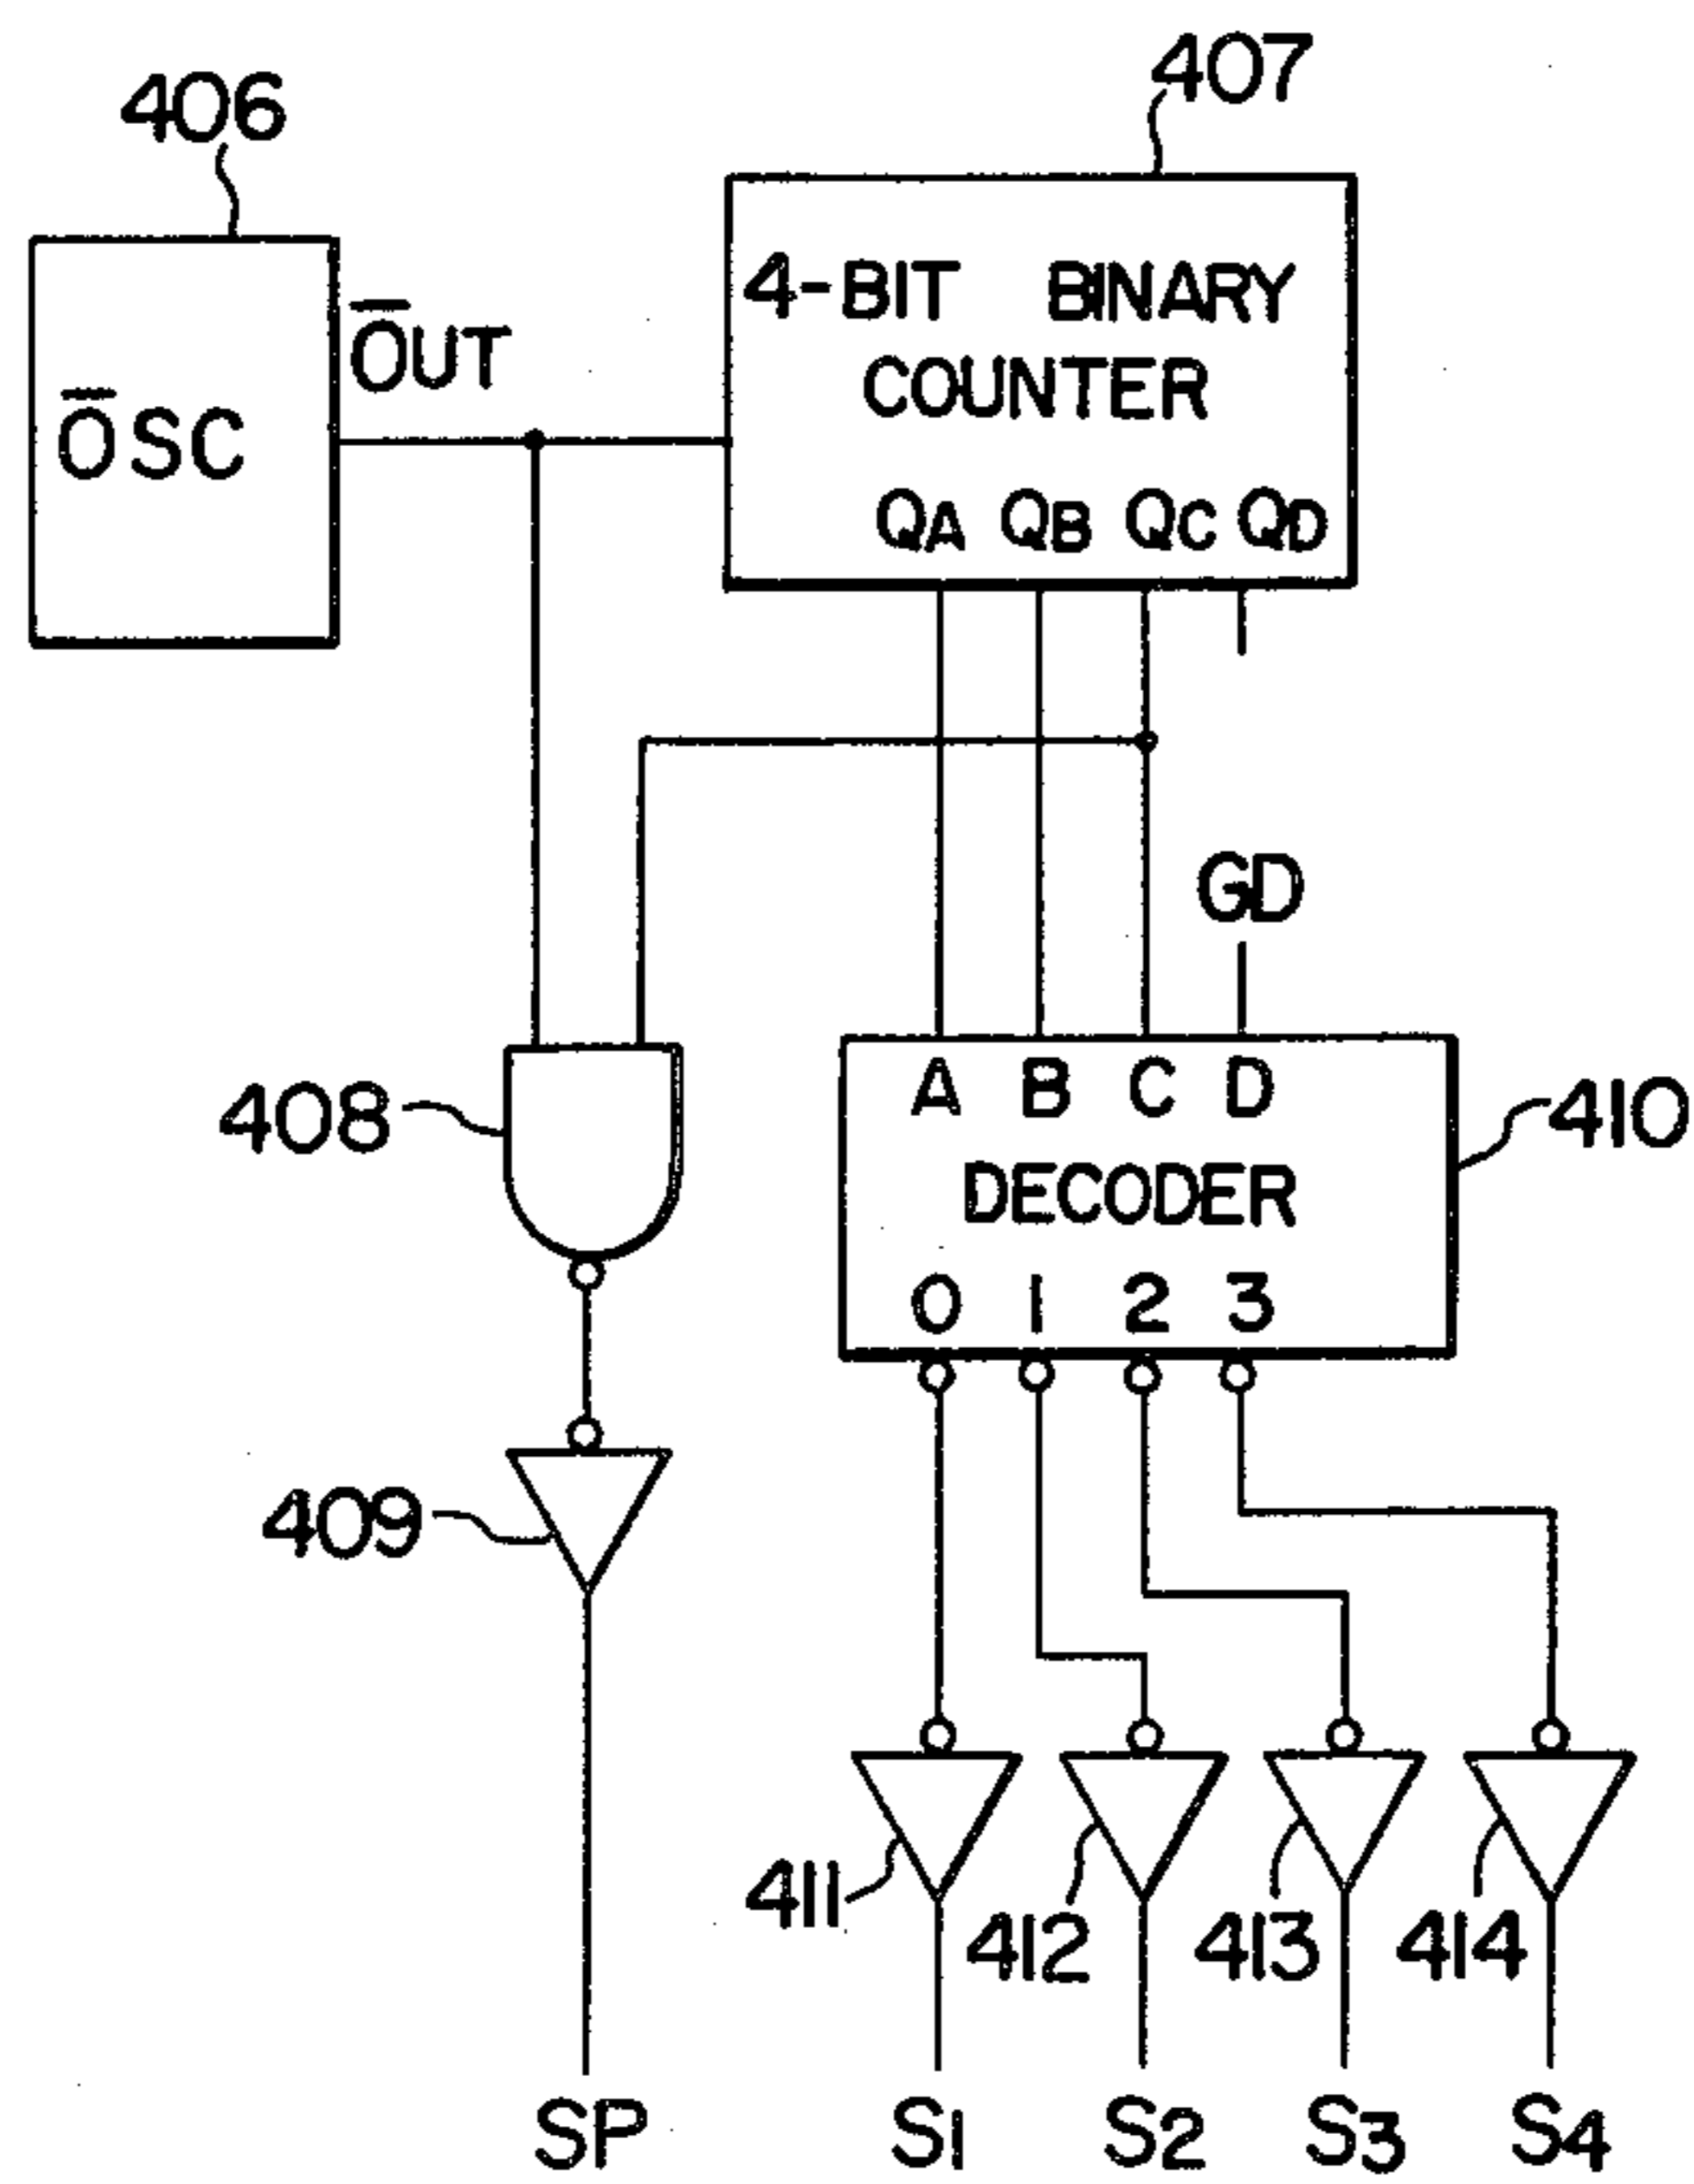 407
406
4-BIT BINARY
COUNTER
ŌUT
ŌSC
QA QB QC QD
GD
408
A B C D
410
DECODER
0 1 2 3
409
411
412
413
414
SP
S1
S2
S3
S4